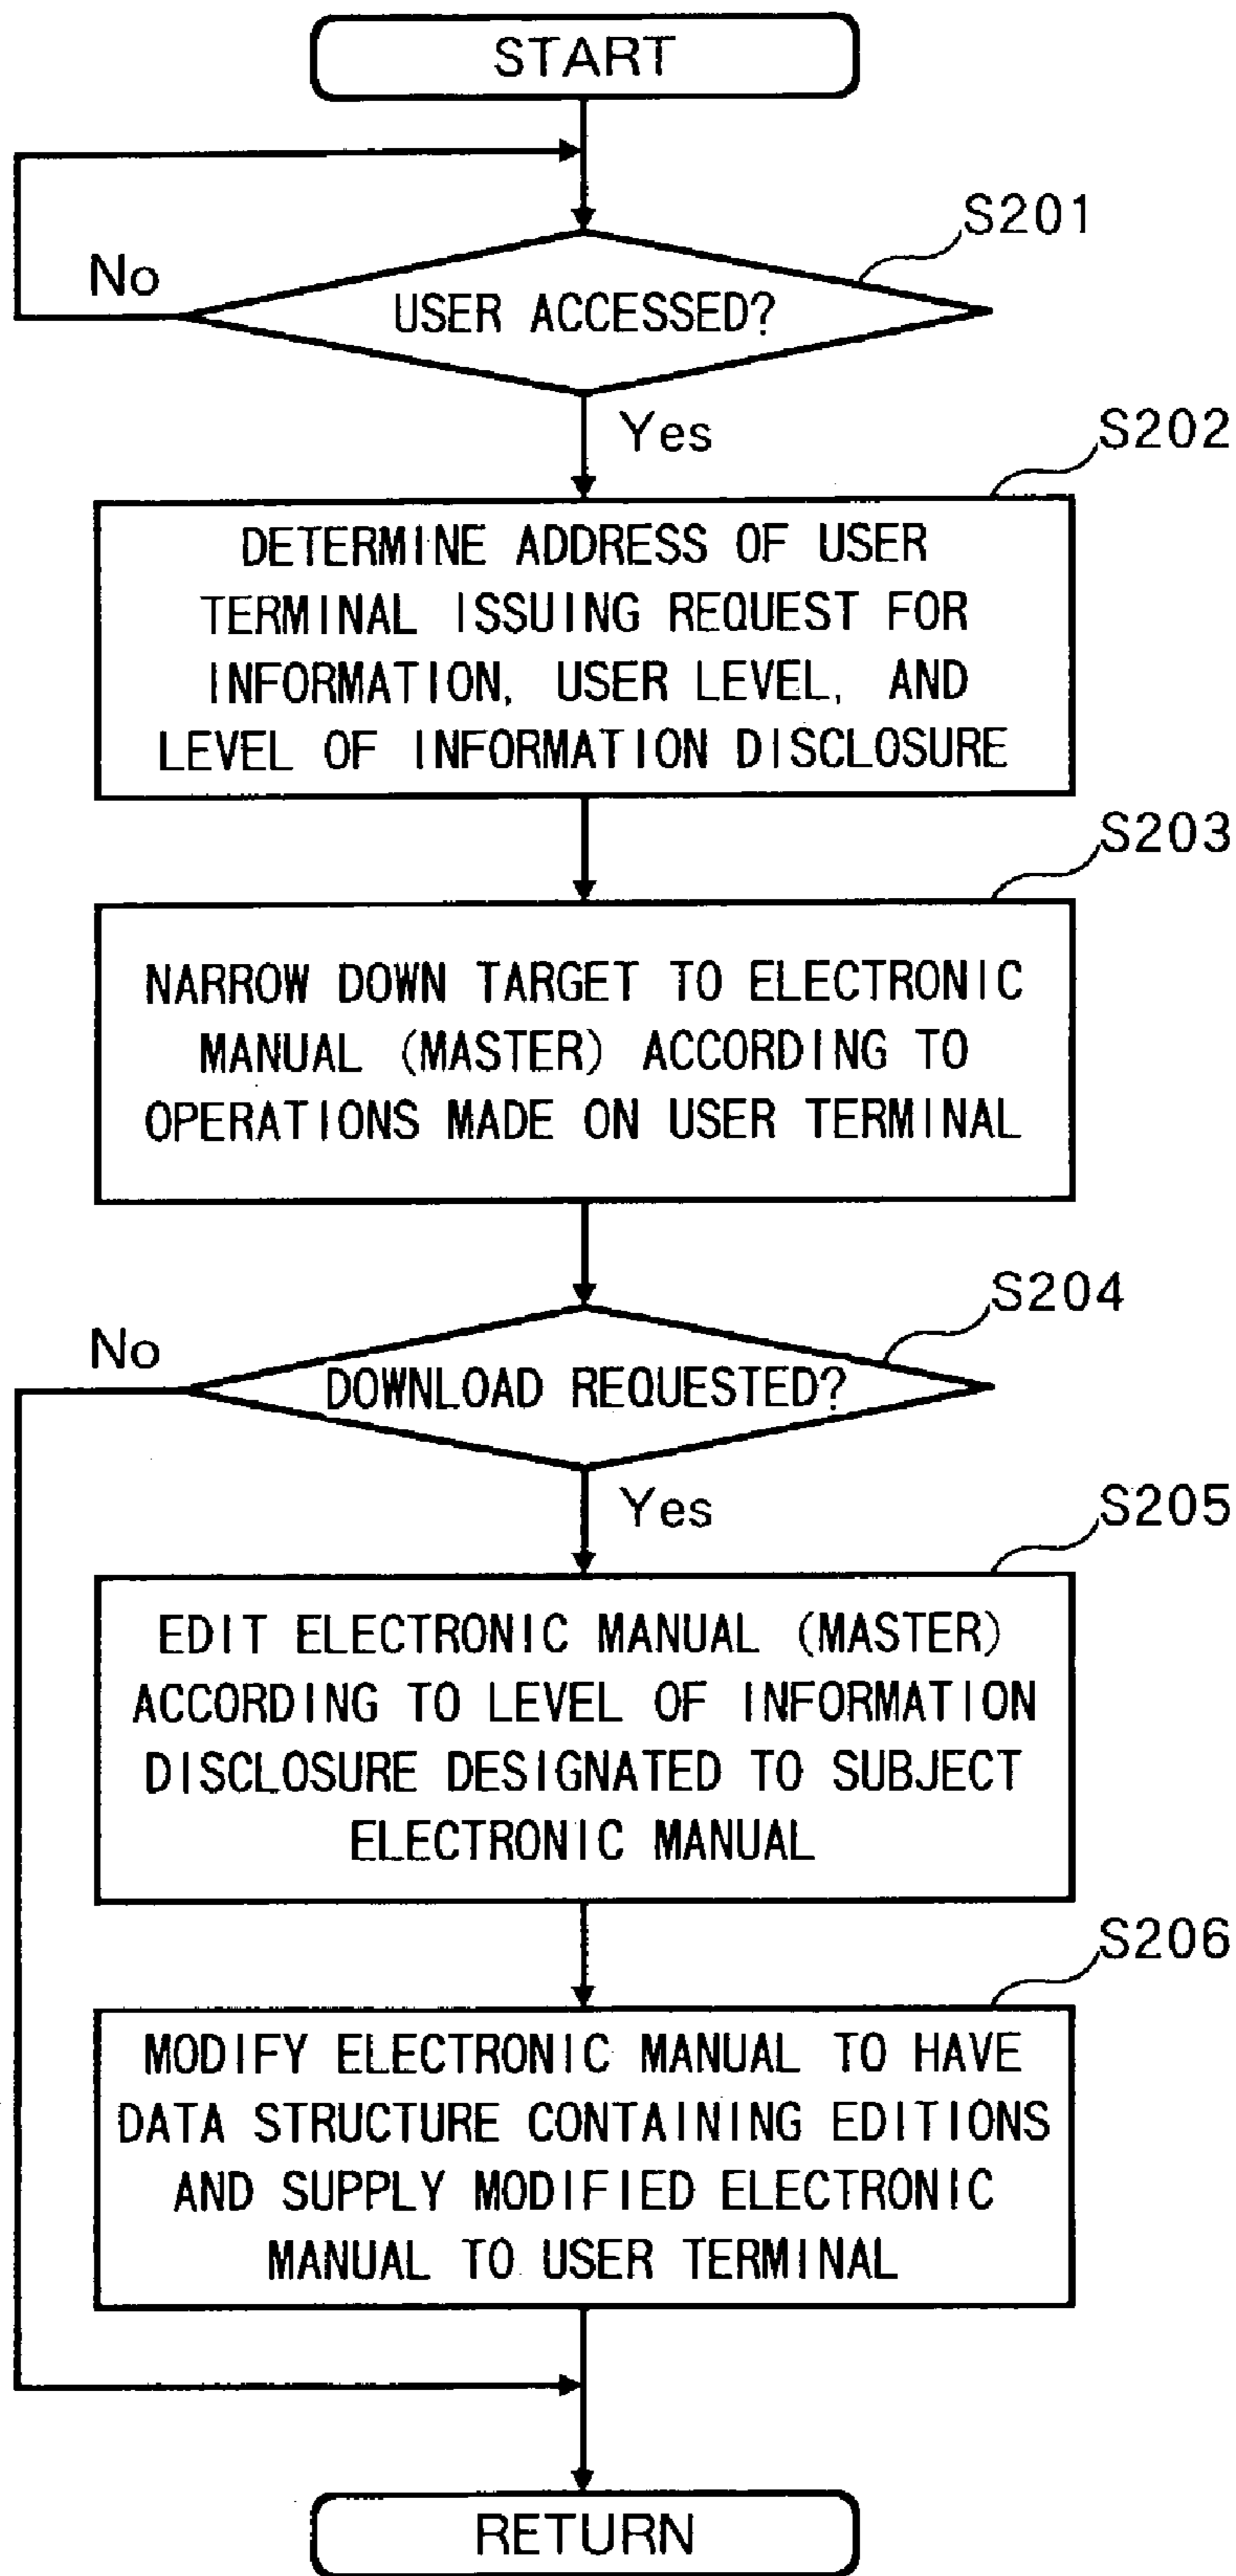 START
S201
No
USER ACCESSED?
Yes
S202
DETERMINE ADDRESS OF USER
TERMINAL ISSUING REQUEST FOR
INFORMATION, USER LEVEL, AND
LEVEL OF INFORMATION DISCLOSURE
S203
NARROW DOWN TARGET TO ELECTRONIC
MANUAL (MASTER) ACCORDING TO
OPERATIONS MADE ON USER TERMINAL
S204
No
DOWNLOAD REQUESTED?
Yes
S205
EDIT ELECTRONIC MANUAL (MASTER)
ACCORDING TO LEVEL OF INFORMATION
DISCLOSURE DESIGNATED TO SUBJECT
ELECTRONIC MANUAL
S206
MODIFY ELECTRONIC MANUAL TO HAVE
DATA STRUCTURE CONTAINING EDITIONS
AND SUPPLY MODIFIED ELECTRONIC
MANUAL TO USER TERMINAL
RETURN